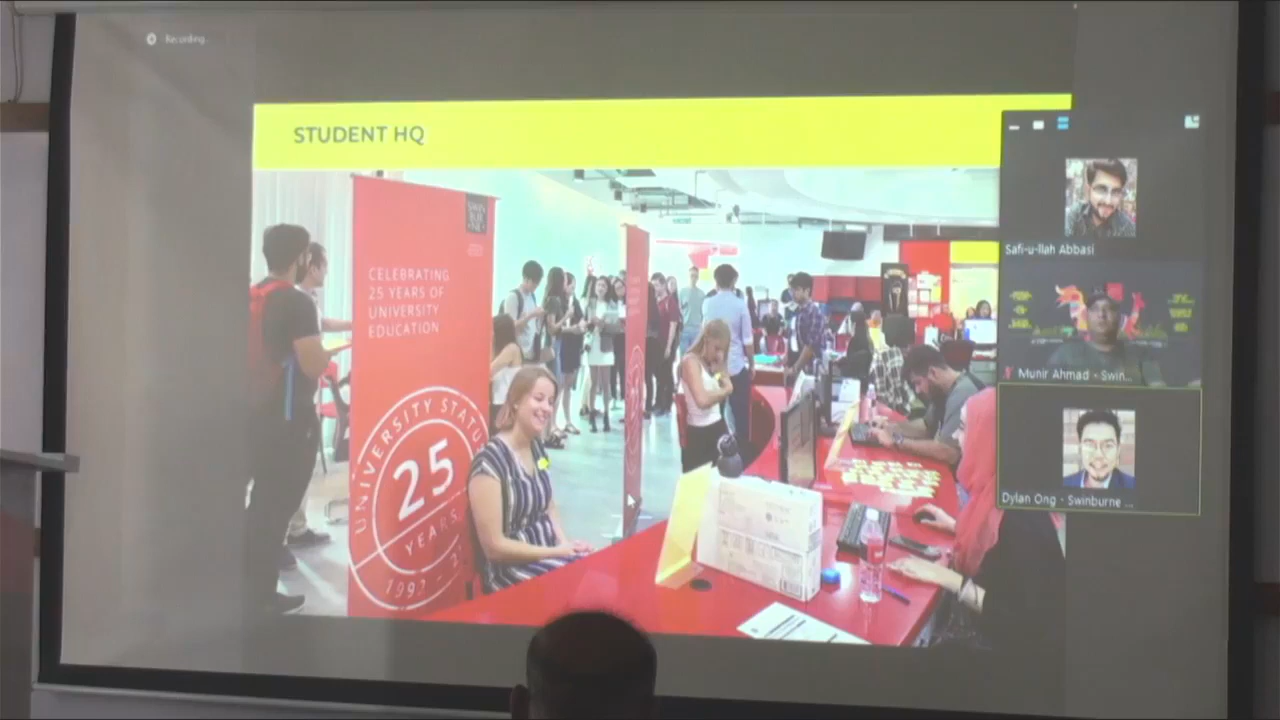 Recording...
STUDENT HQ
CELEBRATING
25 YEARS OF
UNIVERSITY
EDUCATION
UNIVERSITY STATUS
25
YEARS
Safi-u-llah Abbasi
Munir Ahmad - Swin...
Dylan Ong - Swinburne ...